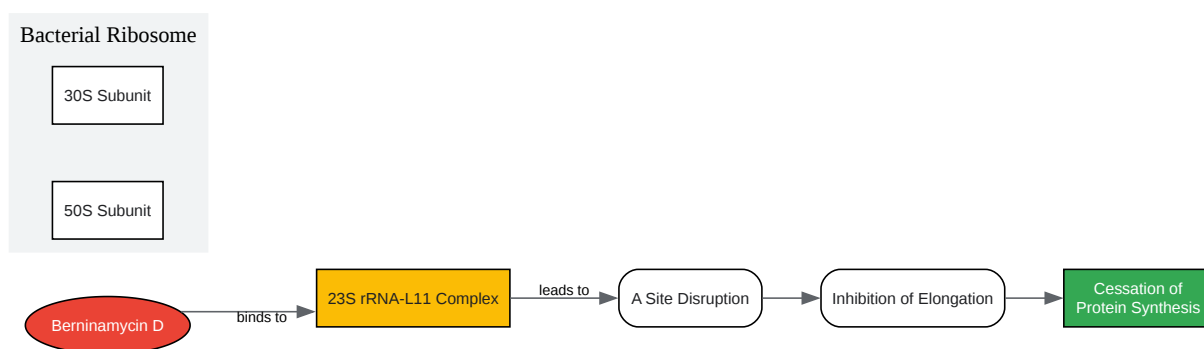 Bacterial Ribosome
30S Subunit
50S Subunit
Berninamycin D
binds to
23S rRNA-L11 Complex
leads to
A Site Disruption
Inhibition of Elongation
Cessation of
Protein Synthesis